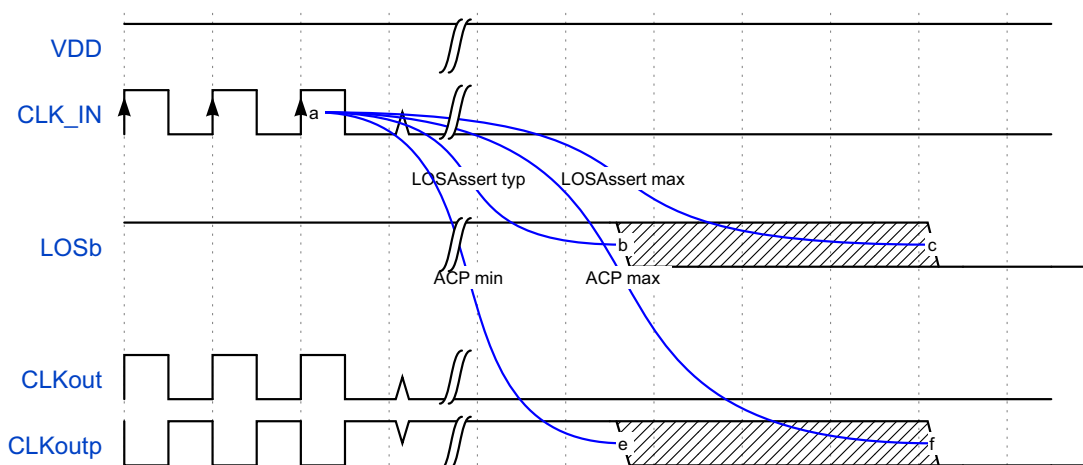 VDD
CLK_IN
a
LOSAssert typ
LOSAssert max
LOSb
b
c
ACP min
ACP max
CLKout
CLKoutp
e
f